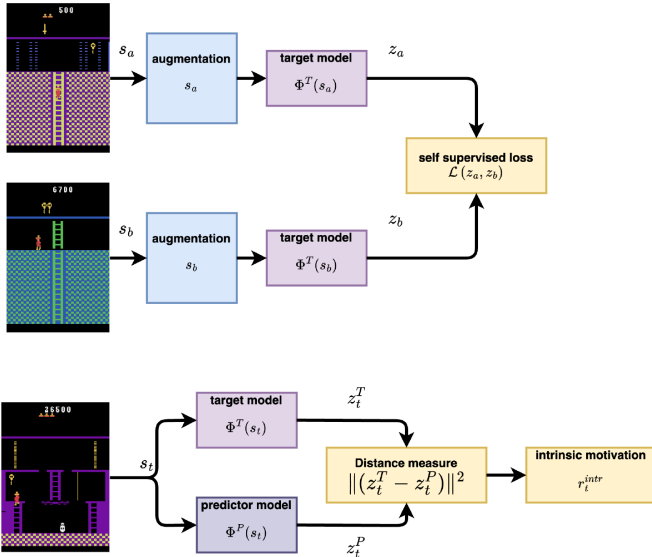 500
s_a
augmentation
s_a
target model
Φ^T(s_a)
z_a
self supervised loss
ℒ(z_a, z_b)
6700
s_b
augmentation
s_b
target model
Φ^T(s_b)
z_b
26500
s_t
target model
Φ^T(s_t)
z_t^T
predictor model
Φ^P(s_t)
z_t^P
Distance measure
‖(z_t^T − z_t^P)‖²
intrinsic motivation
r_t^{intr}